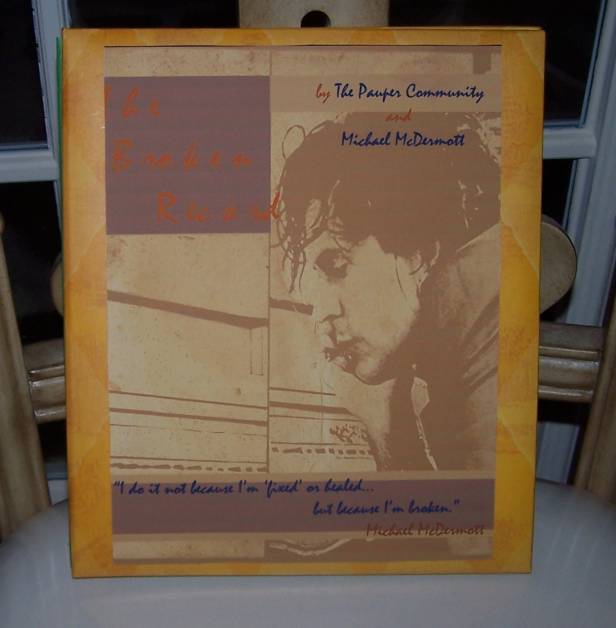 The
Broken
Record
by The Pauper Community
and
Michael McDermott
"I do it not because I'm 'fixed' or healed...
but because I'm broken."
Michael McDermott